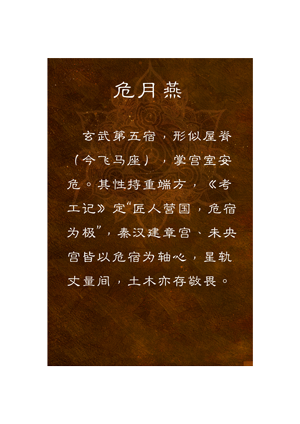 危月燕
玄武第五宿，形似屋脊
（今飞马座），掌宫室安
危。其性持重端方，《考
工记》定“匠人营国，危宿
为极”，秦汉建章宫、未央
宫皆以危宿为轴心，星轨
丈量间，土木亦存敬畏。